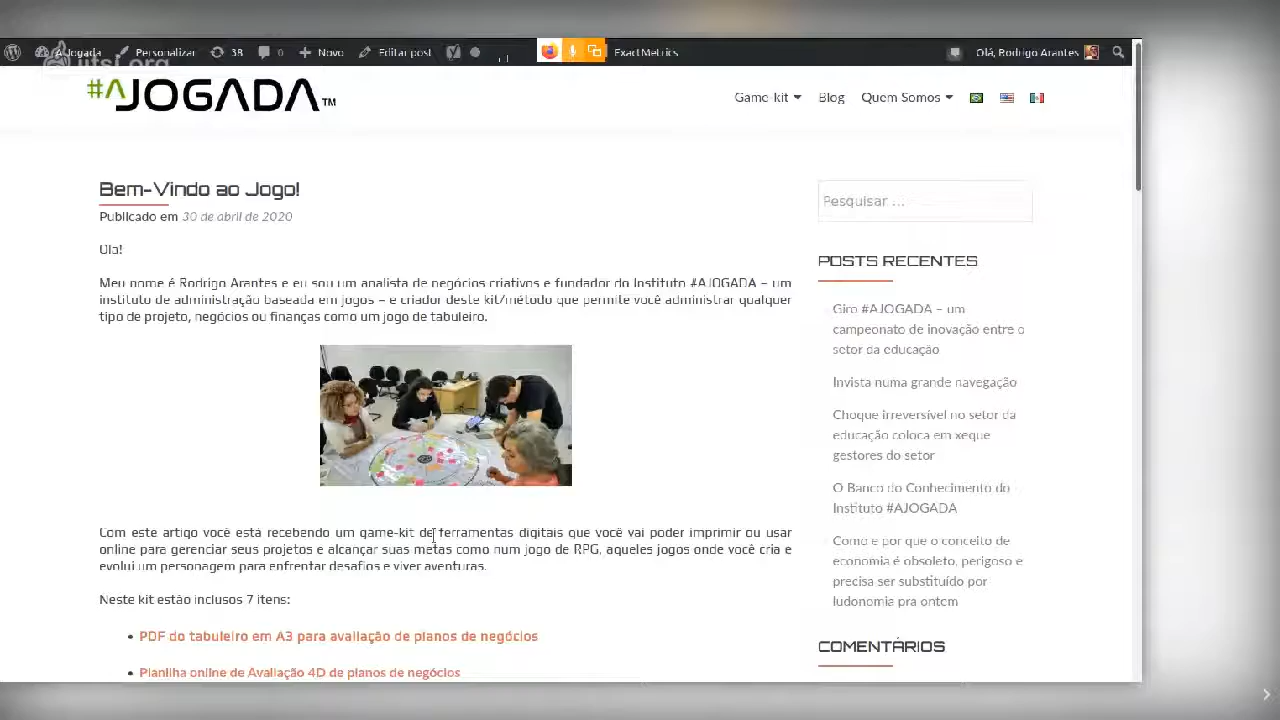 A Jogada Personalizar 38 0 Novo Editar post ExactMetrics Olá, Rodrigo Arantes
#AJOGADA™
Game-kit Blog Quem Somos
Bem-Vindo ao Jogo!
Publicado em 30 de abril de 2020
Olá!
Meu nome é Rodrigo Arantes e eu sou um analista de negócios criativos e fundador do Instituto #AJOGADA – um
instituto de administração baseada em jogos – e criador deste kit/método que permite você administrar qualquer
tipo de projeto, negócios ou finanças como um jogo de tabuleiro.
Com este artigo você está recebendo um game-kit de ferramentas digitais que você vai poder imprimir ou usar
online para gerenciar seus projetos e alcançar suas metas como num jogo de RPG, aqueles jogos onde você cria e
evolui um personagem para enfrentar desafios e viver aventuras.
Neste kit estão inclusos 7 itens:
• PDF do tabuleiro em A3 para avaliação de planos de negócios
• Planilha online de Avaliação 4D de planos de negócios
Pesquisar …
POSTS RECENTES
Giro #AJOGADA – um
campeonato de inovação entre o
setor da educação
Invista numa grande navegação
Choque irreversível no setor da
educação coloca em xeque
gestores do setor
O Banco do Conhecimento do
Instituto #AJOGADA
Como e por que o conceito de
economia é obsoleto, perigoso e
precisa ser substituído por
ludonomia pra ontem
COMENTÁRIOS